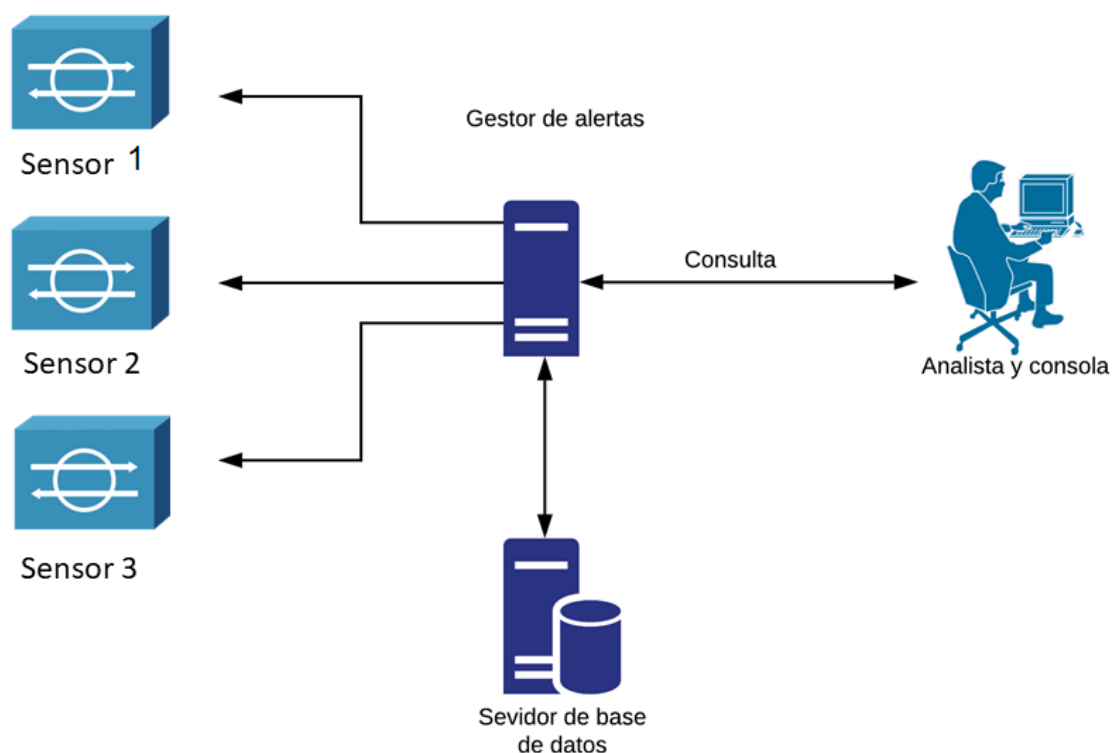 Sensor 1
Gestor de alertas
Sensor 2
Consulta
Analista y consola
Sensor 3
Sevidor de base
de datos